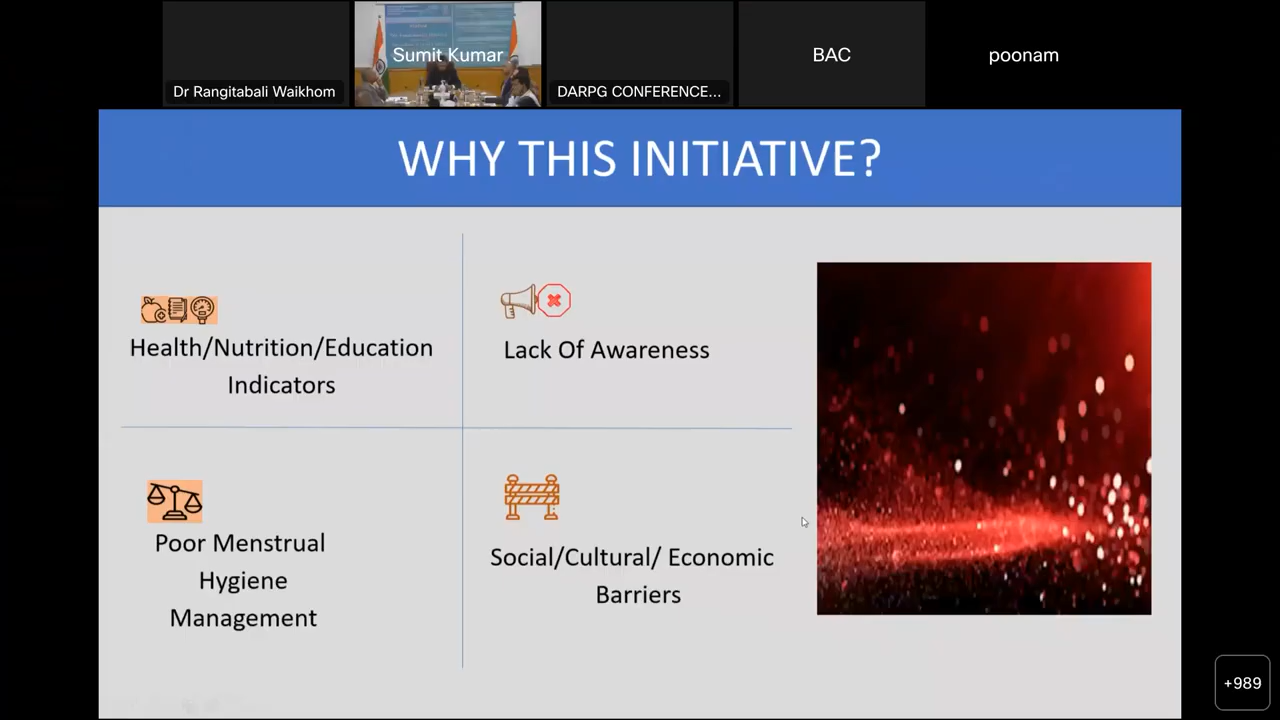 Dr Rangitabali Waikhom
Sumit Kumar
DARPG CONFERENCE...
BAC
poonam
WHY THIS INITIATIVE?
Health/Nutrition/Education
Indicators
Lack Of Awareness
Poor Menstrual
Hygiene
Management
Social/Cultural/ Economic
Barriers
+989